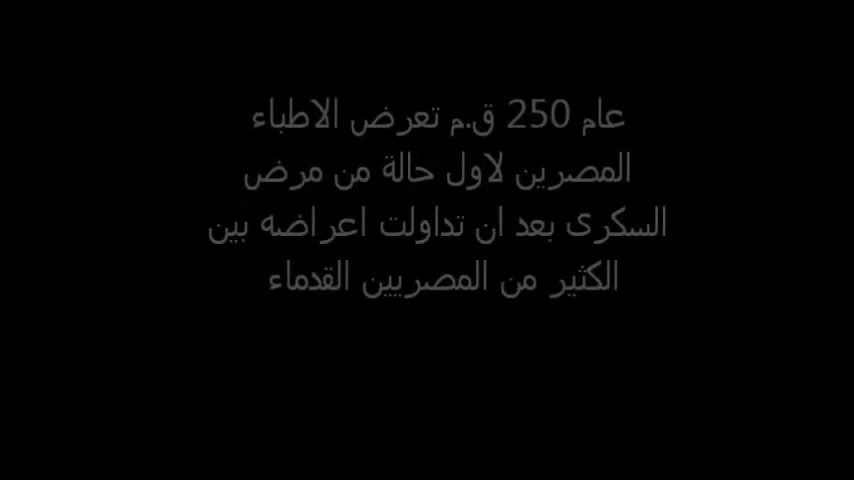 عام 250 ق.م تعرض الاطباء
المصرين لاول حالة من مرض
السكرى بعد ان تداولت اعراضه بين
الكثير من المصريين القدماء